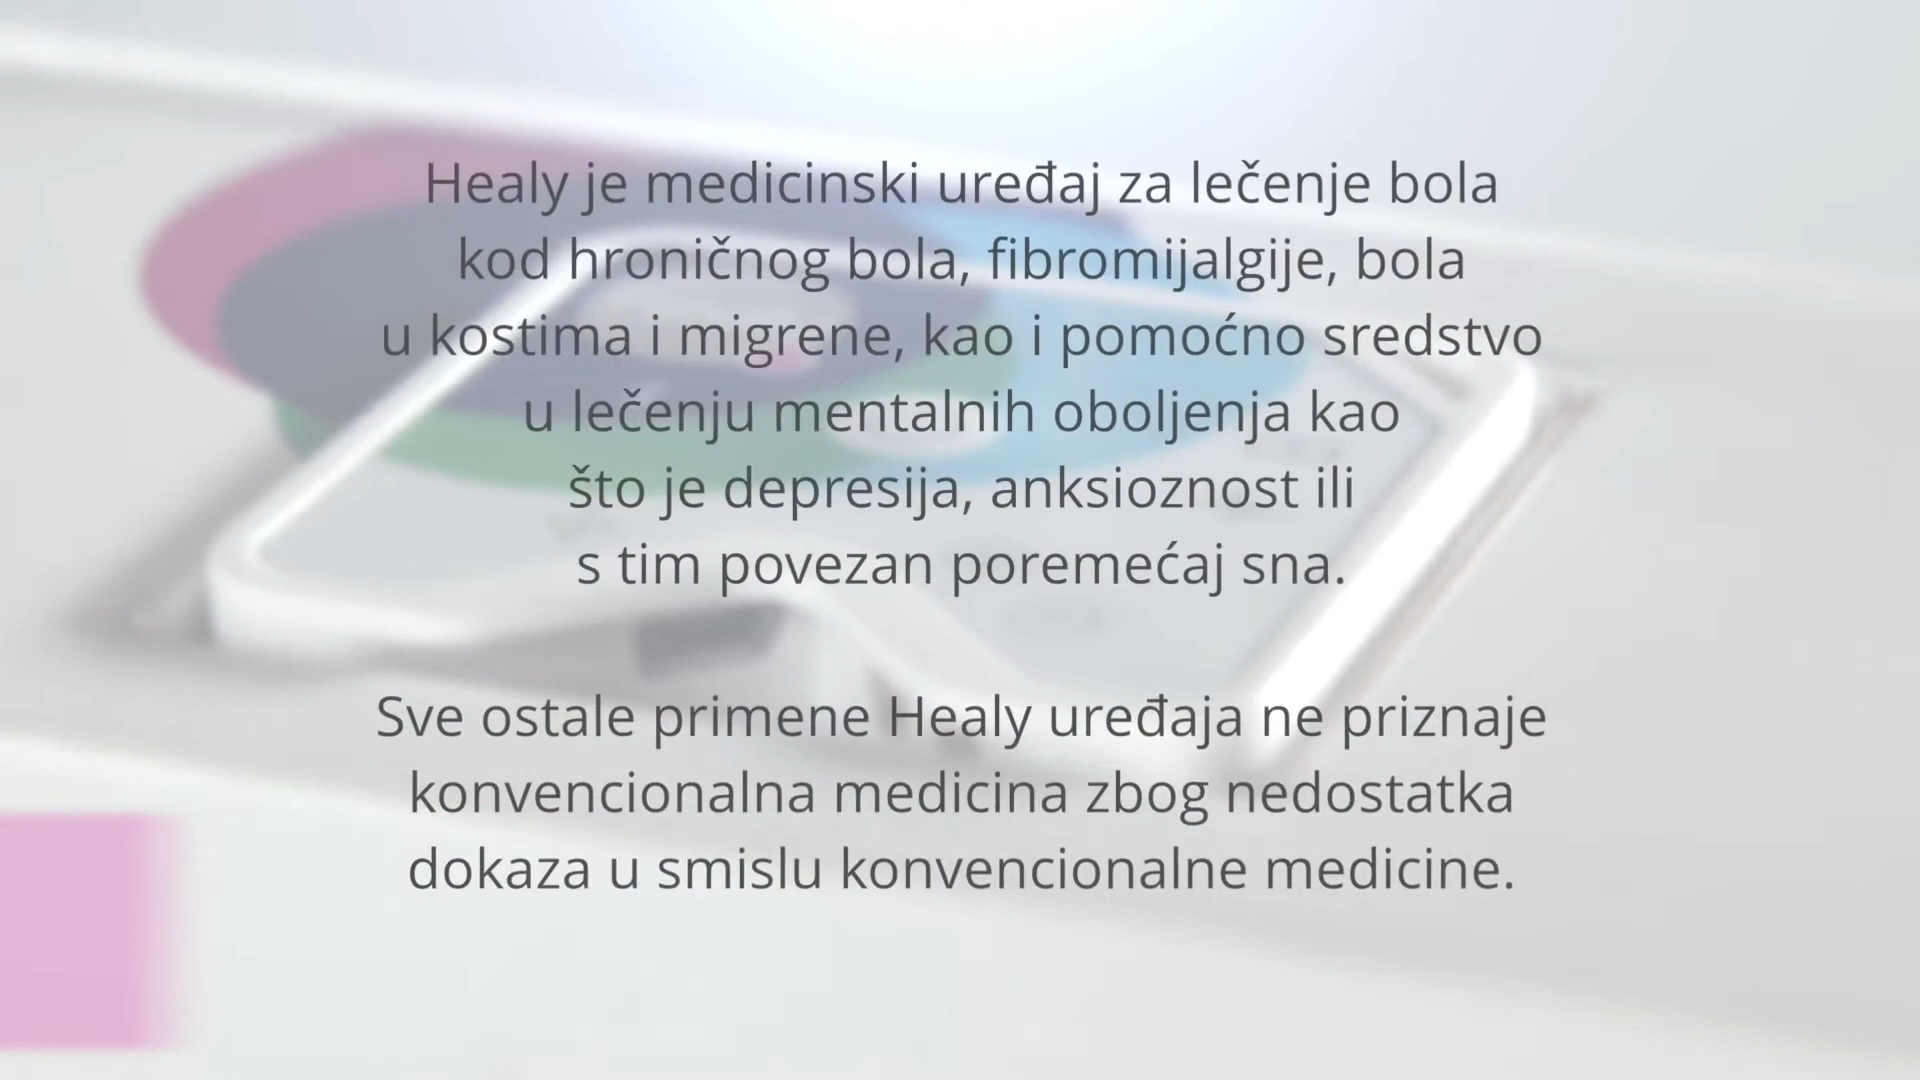 Healy je medicinski uređaj za lečenje bola
kod hroničnog bola, fibromijalgije, bola
u kostima i migrene, kao i pomoćno sredstvo
u lečenju mentalnih oboljenja kao
što je depresija, anksioznost ili
s tim povezan poremećaj sna.
Sve ostale primene Healy uređaja ne priznaje
konvencionalna medicina zbog nedostatka
dokaza u smislu konvencionalne medicine.